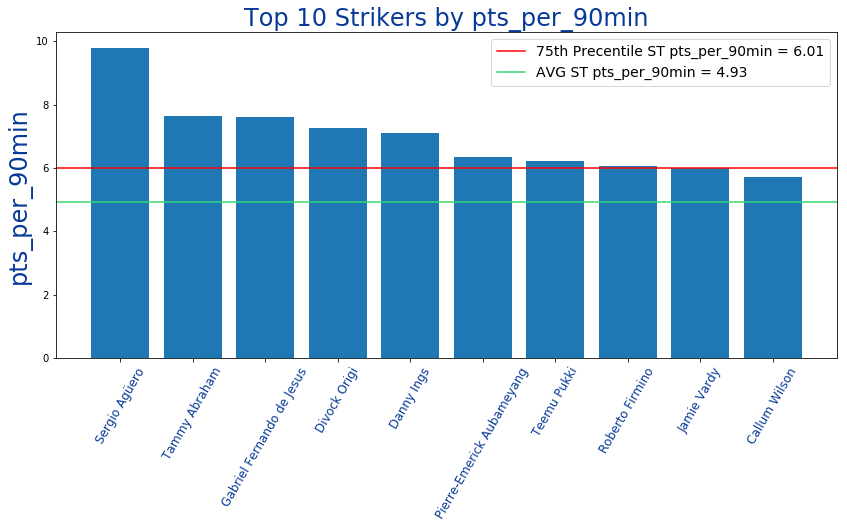 Top 10 Strikers by pts_per_90min
75th Precentile ST pts_per_90min = 6.01
AVG ST pts_per_90min = 4.93
pts_per_90min
10
8
6
4
2
0
Sergio Agüero
Tammy Abraham
Gabriel Fernando de Jesus
Divock Origi
Danny Ings
Pierre-Emerick Aubameyang
Teemu Pukki
Roberto Firmino
Jamie Vardy
Callum Wilson